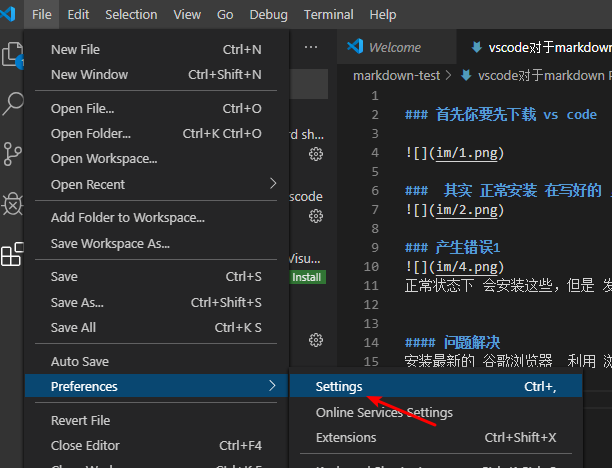 File Edit Selection View Go Debug Terminal Help
New File Ctrl+N
New Window Ctrl+Shift+N
Open File... Ctrl+O
Open Folder... Ctrl+K Ctrl+O
Open Workspace...
Open Recent
Add Folder to Workspace...
Save Workspace As...
Save Ctrl+S
Save As... Ctrl+Shift+S
Save All Ctrl+K S
Auto Save
Preferences
Revert File
Close Editor Ctrl+F4
Settings Ctrl+,
Online Services Settings
Extensions Ctrl+Shift+X
rd sh...
scode
Visu...
Install
Welcome
vscode对于markdown
markdown-test > vscode对于markdown
1
2 ### 首先你要先下载 vs code
3
4 ![](im/1.png)
5
6 ### 其实 正常安装 在写好的
7 ![](im/2.png)
8
9 ### 产生错误1
10 ![](im/4.png)
11 正常状态下 会安装这些，但是 发
12
13
14 #### 问题解决
15 安装最新的 谷歌浏览器 利用